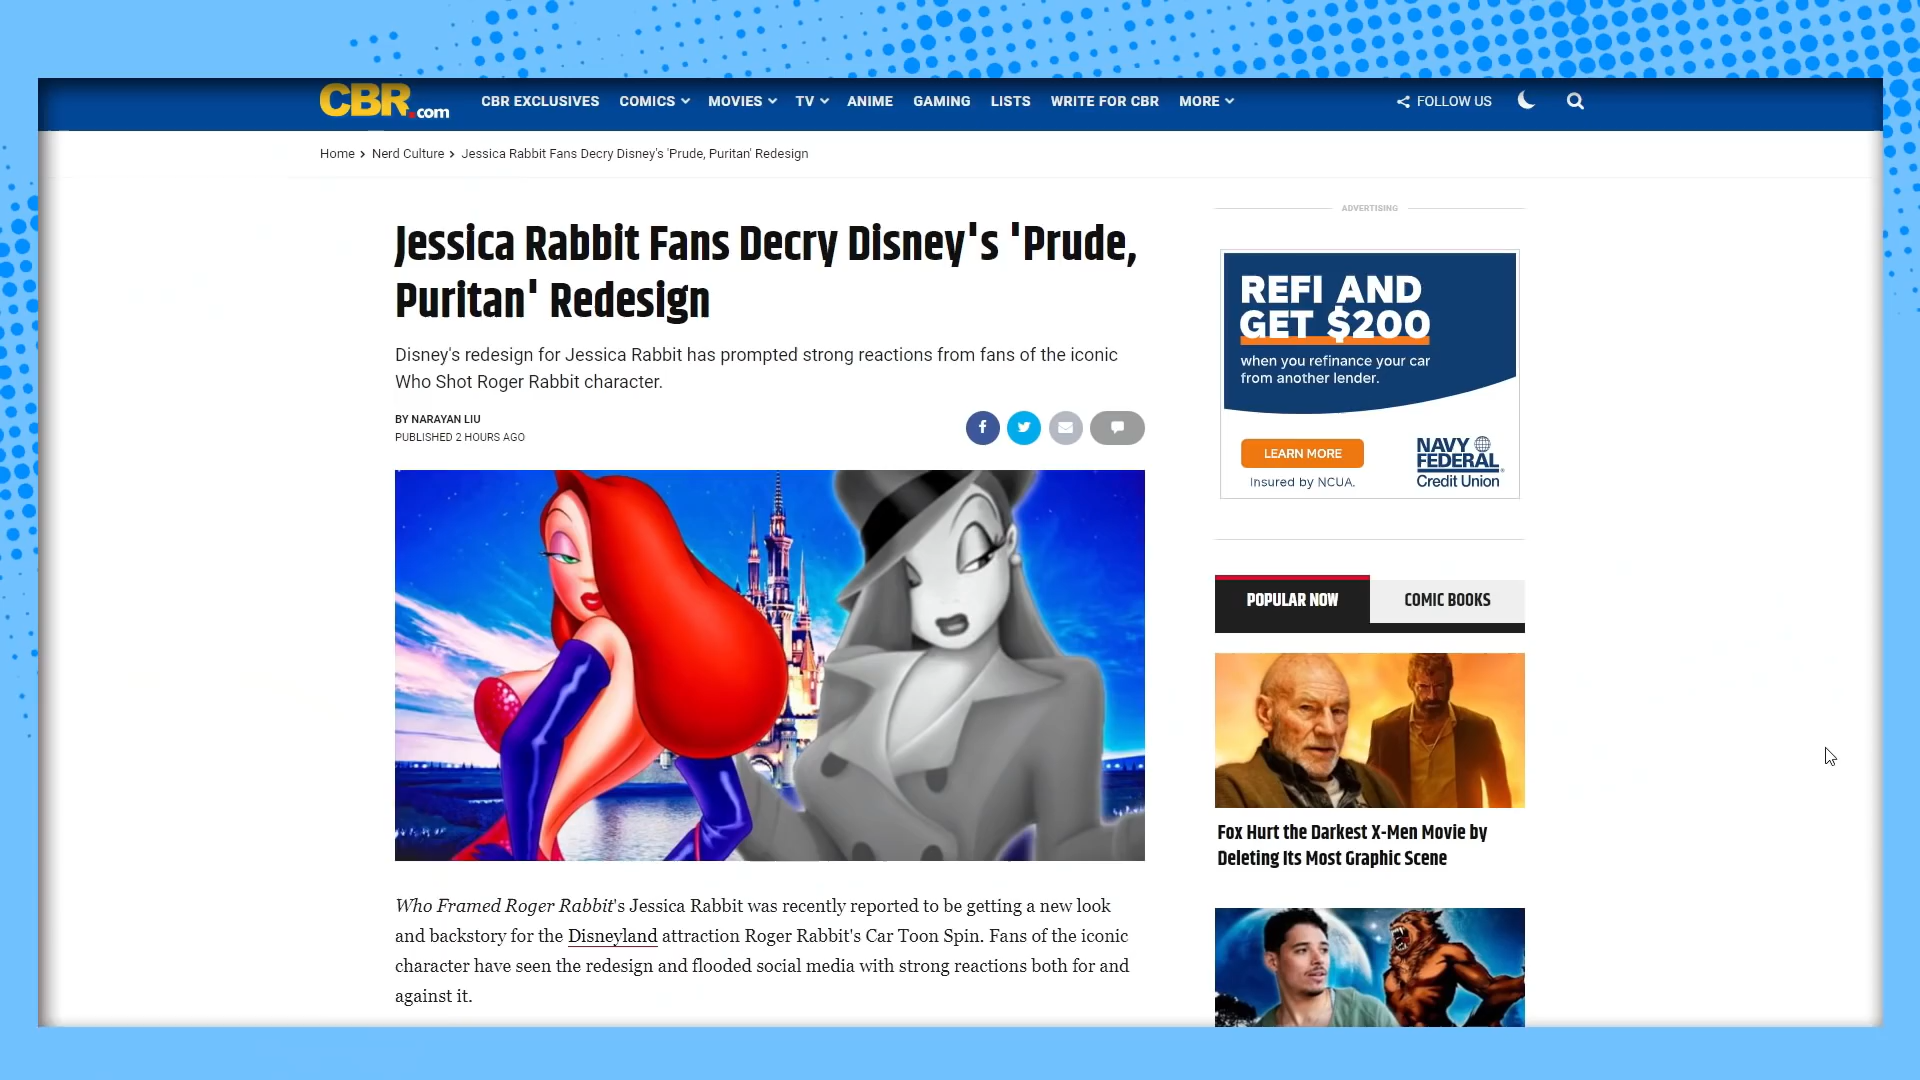 CBR.com
CBR EXCLUSIVES COMICS MOVIES TV ANIME GAMING LISTS WRITE FOR CBR MORE FOLLOW US
Home > Nerd Culture > Jessica Rabbit Fans Decry Disney's 'Prude, Puritan' Redesign
Jessica Rabbit Fans Decry Disney's 'Prude,
Puritan' Redesign
Disney's redesign for Jessica Rabbit has prompted strong reactions from fans of the iconic
Who Shot Roger Rabbit character.
BY NARAYAN LIU
PUBLISHED 2 HOURS AGO
Who Framed Roger Rabbit's Jessica Rabbit was recently reported to be getting a new look
and backstory for the Disneyland attraction Roger Rabbit's Car Toon Spin. Fans of the iconic
character have seen the redesign and flooded social media with strong reactions both for and
against it.
ADVERTISING
REFI AND
GET $200
when you refinance your car
from another lender.
LEARN MORE
Insured by NCUA.
NAVY
FEDERAL
Credit Union
POPULAR NOW COMIC BOOKS
Fox Hurt the Darkest X-Men Movie by
Deleting Its Most Graphic Scene